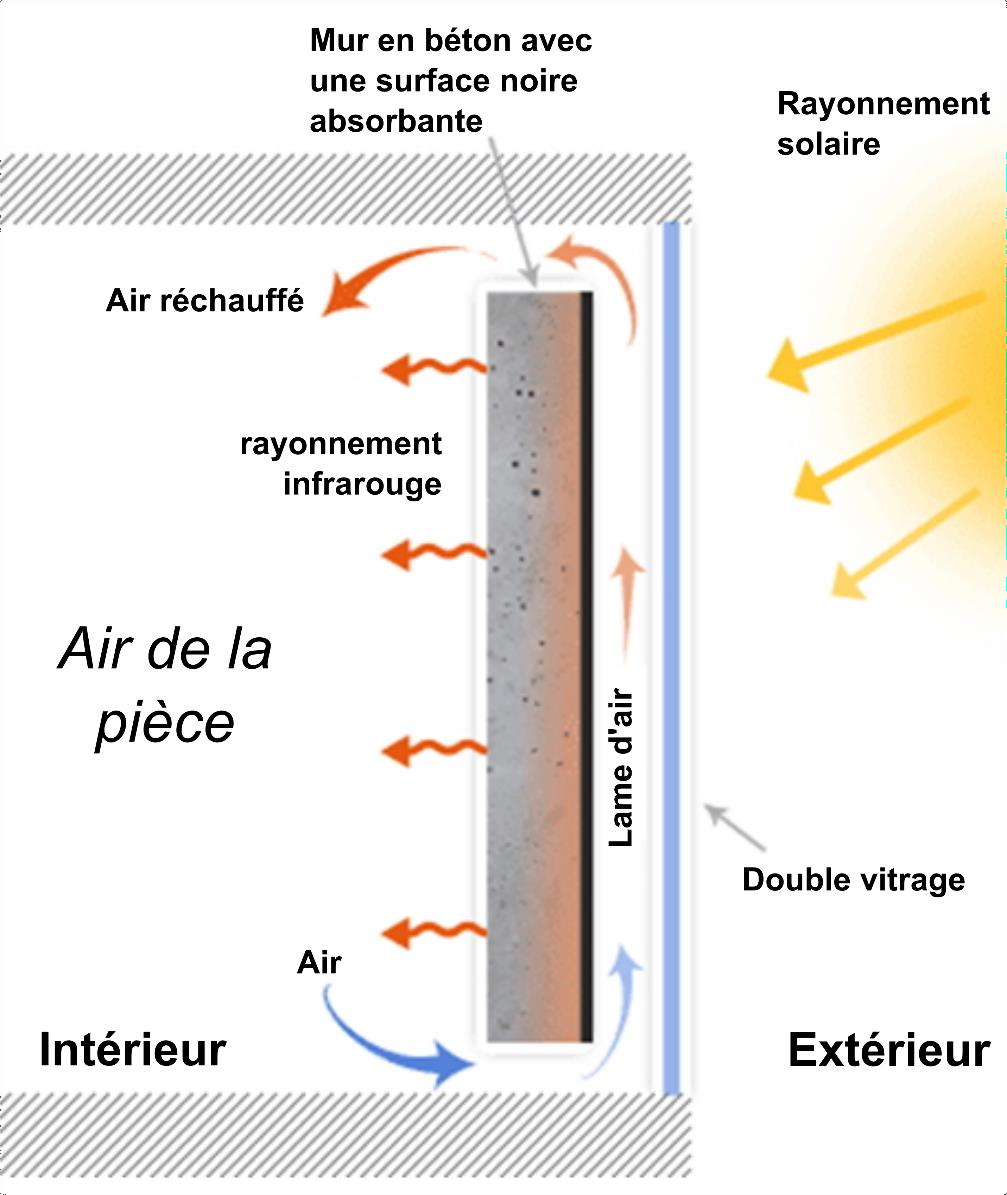 Mur en béton avec
une surface noire
absorbante
Rayonnement
solaire
Air réchauffé
rayonnement
infrarouge
Air de la
pièce
Lame d'air
Double vitrage
Air
Intérieur
Extérieur